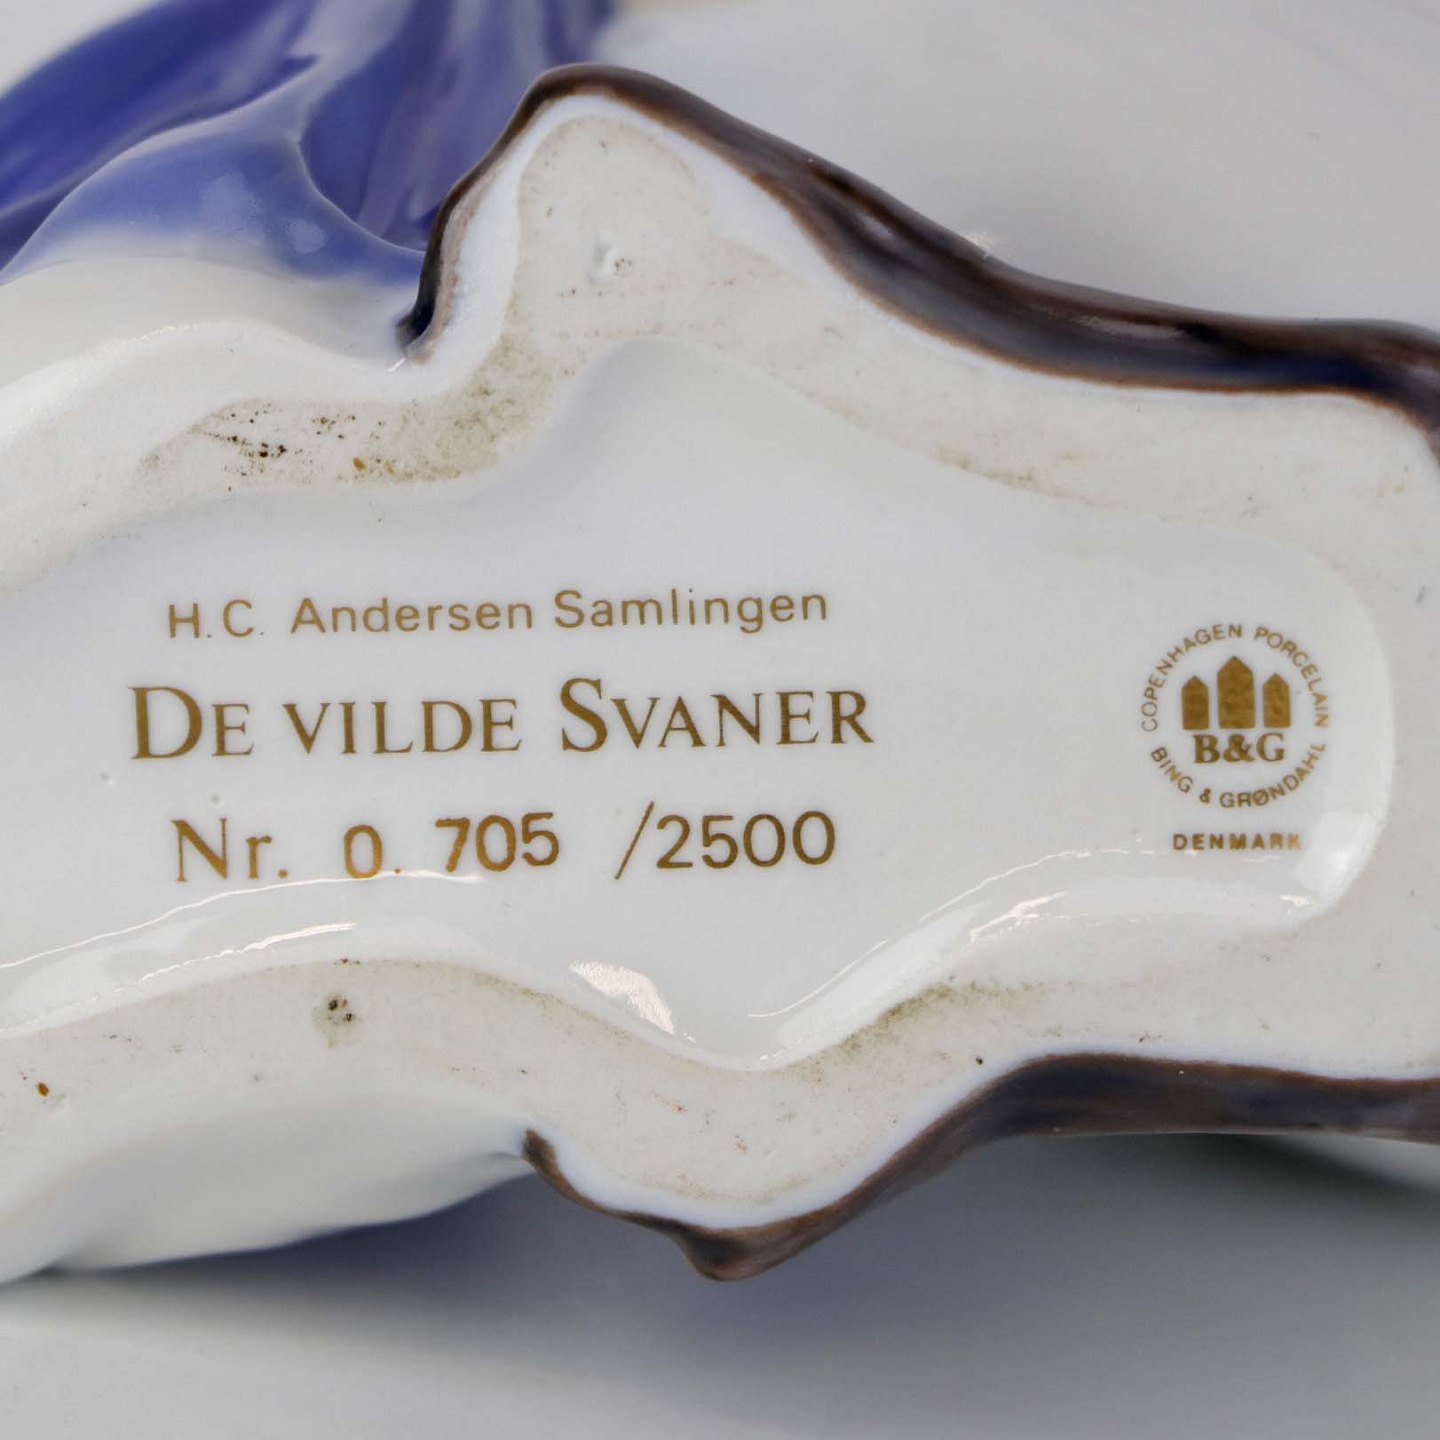 H.C. Andersen Samlingen
DE VILDE SVANER
Nr. 0. 705 /2500
COPENHAGEN PORCELAIN
B&G
BING & GRØNDAHL
DENMARK